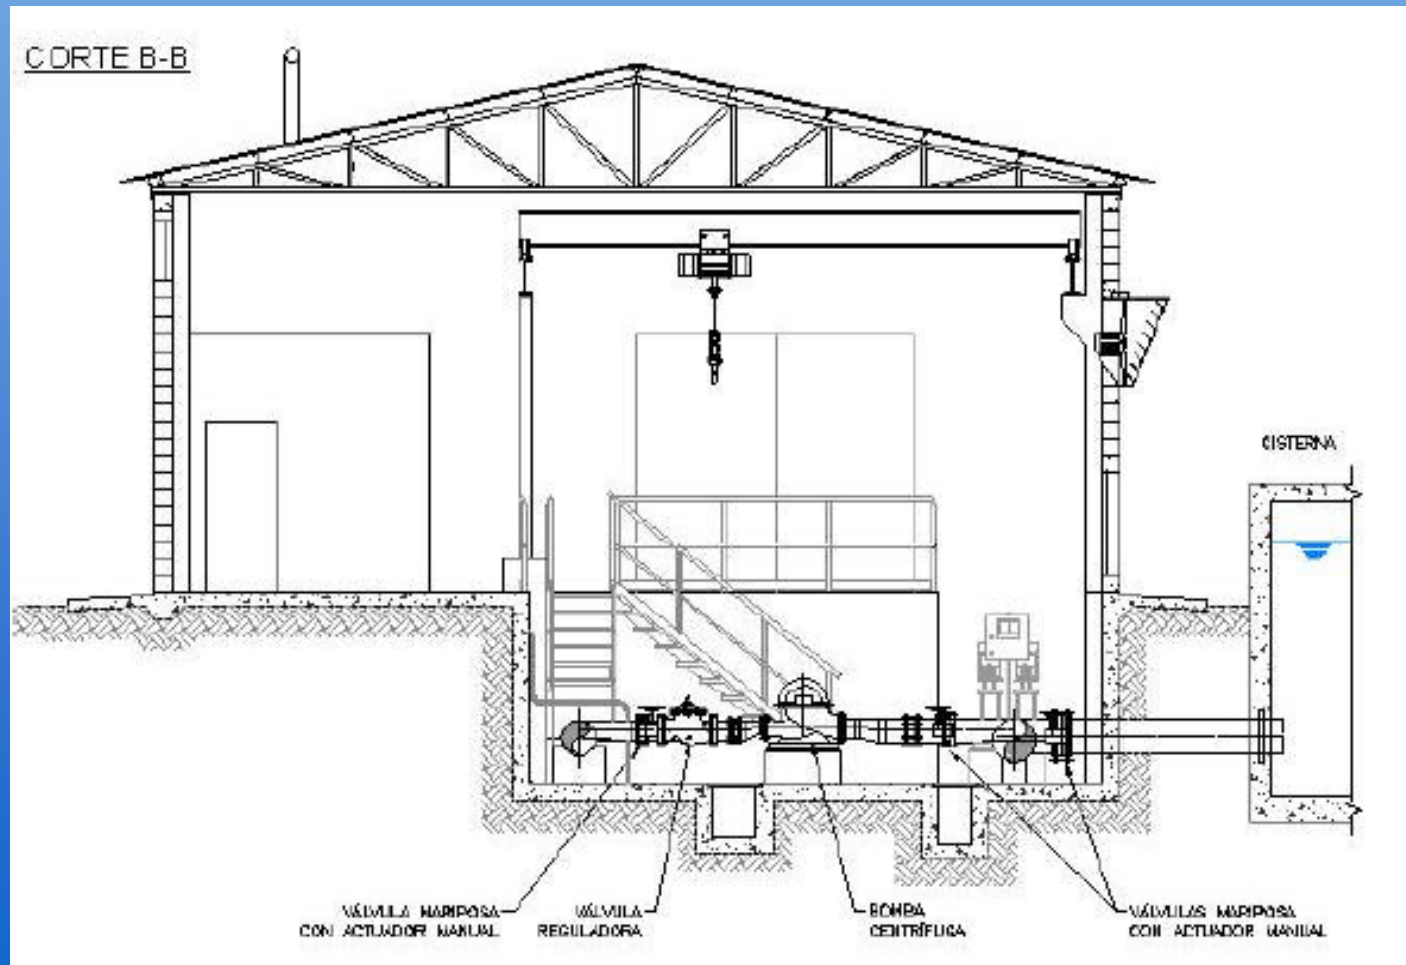 CORTE B-B
CISTERNA
VÁLVULA MARIPOSA
CON ACTUADOR MANUAL
VÁLVULA
REGULADORA
BOMBA
CENTRÍFUGA
VÁLVULAS MARIPOSA
CON ACTUADOR MANUAL